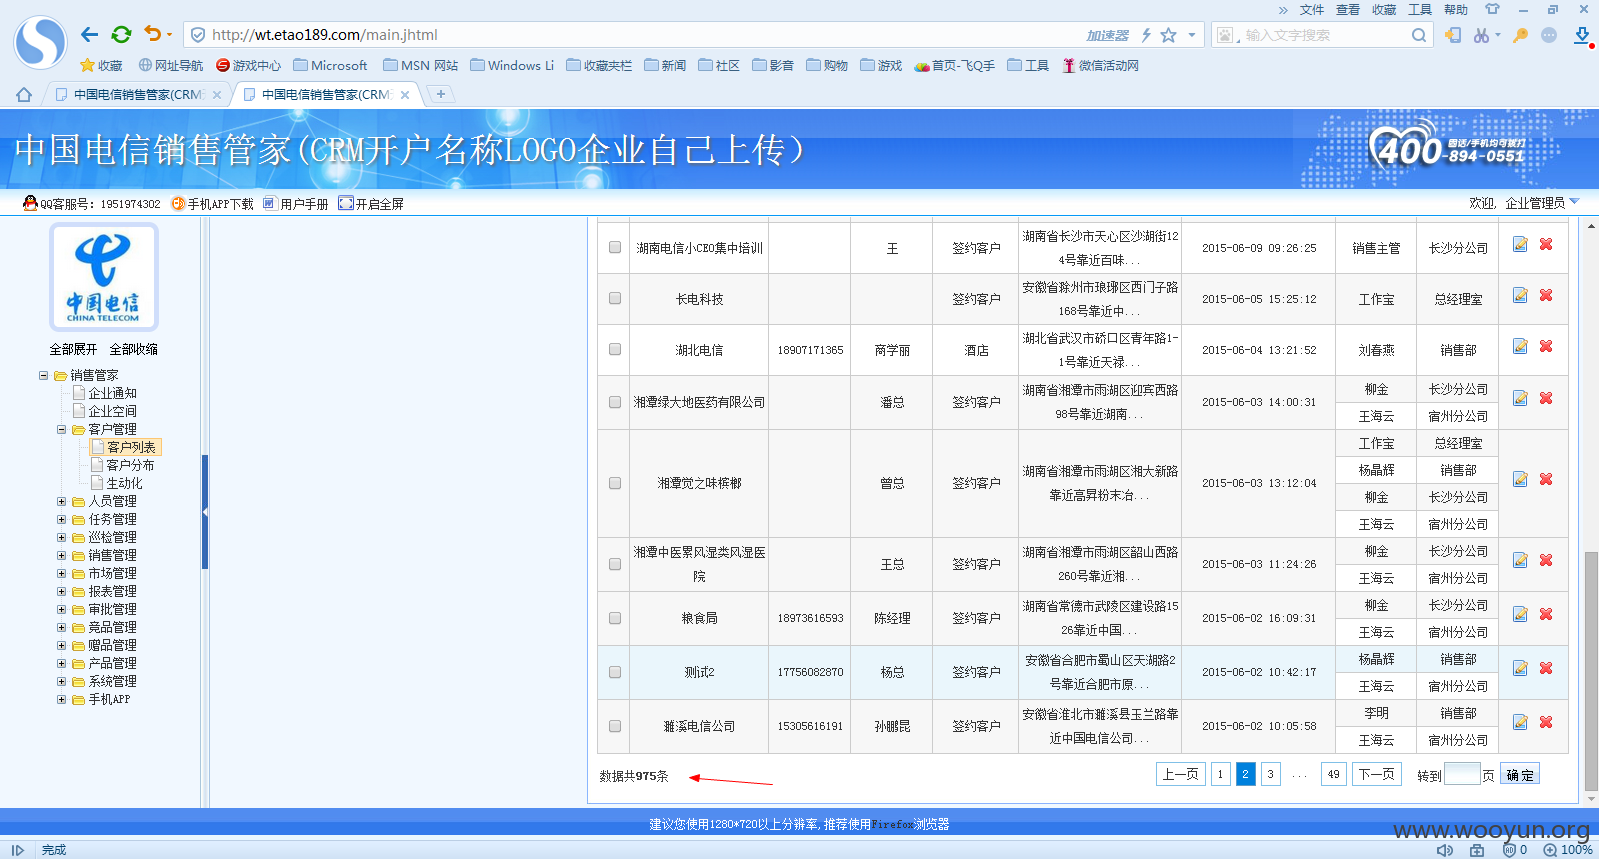 » 文件 查看 收藏 工具 帮助
http://wt.etao189.com/main.jhtml 加速器 输入文字搜索
收藏 网址导航 游戏中心 Microsoft MSN 网站 Windows Li 收藏夹栏 新闻 社区 影音 购物 游戏 首页-飞Q手 工具 微信活动网
中国电信销售管家(CRM 中国电信销售管家(CRM
中国电信销售管家(CRM开户名称LOGO企业自己上传)
400 固话/手机均可拨打
-894-0551
QQ客服号: 1951974302 手机APP下载 用户手册 开启全屏 欢迎, 企业管理员
中国电信
CHINA TELECOM
全部展开 全部收缩
销售管家
企业通知
企业空间
客户管理
客户列表
客户分布
生动化
人员管理
任务管理
巡检管理
销售管理
市场管理
报表管理
审批管理
竞品管理
赠品管理
产品管理
系统管理
手机APP
湖南电信小CEO集中培训 王 签约客户 湖南省长沙市天心区沙湖街12
4号靠近百味... 2015-06-09 09:26:25 销售主管 长沙分公司
长电科技 签约客户 安徽省滁州市琅琊区西门子路
168号靠近中... 2015-06-05 15:25:12 工作宝 总经理室
湖北电信 18907171365 商学丽 酒店 湖北省武汉市硚口区青年路1-
1号靠近天禄... 2015-06-04 13:21:52 刘春燕 销售部
湘潭绿大地医药有限公司 潘总 签约客户 湖南省湘潭市雨湖区迎宾西路
98号靠近湖南... 2015-06-03 14:00:31 柳金 长沙分公司
王海云 宿州分公司
湘潭觉之味槟榔 曾总 签约客户 湖南省湘潭市雨湖区湘大新路
靠近高昇粉末冶... 2015-06-03 13:12:04 工作宝 总经理室
杨晶辉 销售部
柳金 长沙分公司
王海云 宿州分公司
湘潭中医累风湿类风湿医
院 王总 签约客户 湖南省湘潭市雨湖区韶山西路
260号靠近湘... 2015-06-03 11:24:26 柳金 长沙分公司
王海云 宿州分公司
粮食局 18973616593 陈经理 签约客户 湖南省常德市武陵区建设路15
26靠近中国... 2015-06-02 16:09:31 柳金 长沙分公司
王海云 宿州分公司
测试2 17756082870 杨总 签约客户 安徽省合肥市蜀山区天湖路2
号靠近合肥市原... 2015-06-02 10:42:17 杨晶辉 销售部
王海云 宿州分公司
濉溪电信公司 15305616191 孙鹏昆 签约客户 安徽省淮北市濉溪县玉兰路靠
近中国电信公司... 2015-06-02 10:05:58 李明 销售部
王海云 宿州分公司
数据共975条 上一页 1 2 3 ... 49 下一页 转到 页 确定
建议您使用1280*720以上分辨率,推荐使用Firefox浏览器
www.wooyun.org
完成 0 100%